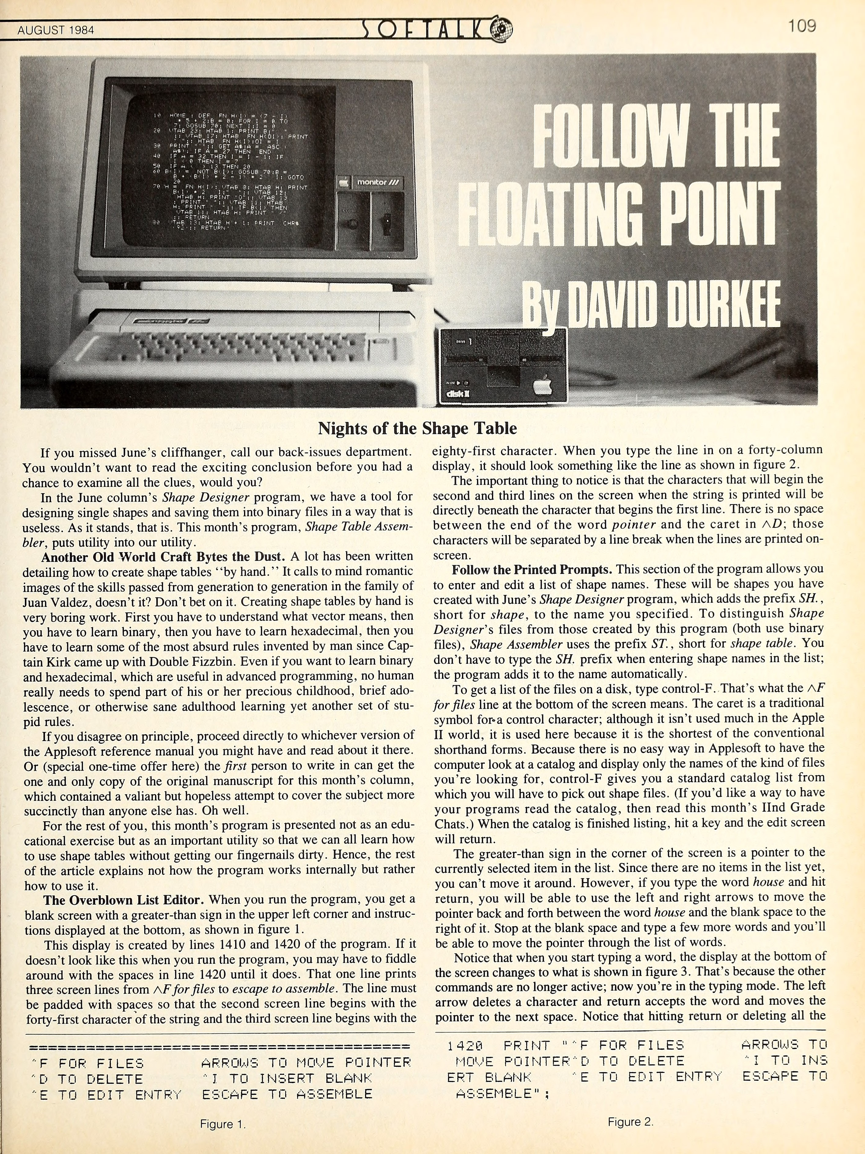 AUGUST 1984
SOFTALK
109
FOLLOW THE
FLOATING POINT
By DAVID DURKEE
monitor ///
disk II
Nights of the Shape Table
If you missed June's cliffhanger, call our back-issues department.
You wouldn't want to read the exciting conclusion before you had a
chance to examine all the clues, would you?
In the June column's Shape Designer program, we have a tool for
designing single shapes and saving them into binary files in a way that is
useless. As it stands, that is. This month's program, Shape Table Assem-
bler, puts utility into our utility.
Another Old World Craft Bytes the Dust. A lot has been written
detailing how to create shape tables "by hand." It calls to mind romantic
images of the skills passed from generation to generation in the family of
Juan Valdez, doesn't it? Don't bet on it. Creating shape tables by hand is
very boring work. First you have to understand what vector means, then
you have to learn binary, then you have to learn hexadecimal, then you
have to learn some of the most absurd rules invented by man since Cap-
tain Kirk came up with Double Fizzbin. Even if you want to learn binary
and hexadecimal, which are useful in advanced programming, no human
really needs to spend part of his or her precious childhood, brief ado-
lescence, or otherwise sane adulthood learning yet another set of stu-
pid rules.
If you disagree on principle, proceed directly to whichever version of
the Applesoft reference manual you might have and read about it there.
Or (special one-time offer here) the first person to write in can get the
one and only copy of the original manuscript for this month's column,
which contained a valiant but hopeless attempt to cover the subject more
succinctly than anyone else has. Oh well.
For the rest of you, this month's program is presented not as an edu-
cational exercise but as an important utility so that we can all learn how
to use shape tables without getting our fingernails dirty. Hence, the rest
of the article explains not how the program works internally but rather
how to use it.
The Overblown List Editor. When you run the program, you get a
blank screen with a greater-than sign in the upper left corner and instruc-
tions displayed at the bottom, as shown in figure 1.
This display is created by lines 1410 and 1420 of the program. If it
doesn't look like this when you run the program, you may have to fiddle
around with the spaces in line 1420 until it does. That one line prints
three screen lines from ∧F for files to escape to assemble. The line must
be padded with spaces so that the second screen line begins with the
forty-first character of the string and the third screen line begins with the
========================================
^F FOR FILES ARROWS TO MOVE POINTER
^D TO DELETE ^I TO INSERT BLANK
^E TO EDIT ENTRY ESCAPE TO ASSEMBLE
Figure 1.
eighty-first character. When you type the line in on a forty-column
display, it should look something like the line as shown in figure 2.
The important thing to notice is that the characters that will begin the
second and third lines on the screen when the string is printed will be
directly beneath the character that begins the first line. There is no space
between the end of the word pointer and the caret in ∧D; those
characters will be separated by a line break when the lines are printed on-
screen.
Follow the Printed Prompts. This section of the program allows you
to enter and edit a list of shape names. These will be shapes you have
created with June's Shape Designer program, which adds the prefix SH.,
short for shape, to the name you specified. To distinguish Shape
Designer's files from those created by this program (both use binary
files), Shape Assembler uses the prefix ST., short for shape table. You
don't have to type the SH. prefix when entering shape names in the list;
the program adds it to the name automatically.
To get a list of the files on a disk, type control-F. That's what the ∧F
for files line at the bottom of the screen means. The caret is a traditional
symbol for a control character; although it isn't used much in the Apple
II world, it is used here because it is the shortest of the conventional
shorthand forms. Because there is no easy way in Applesoft to have the
computer look at a catalog and display only the names of the kind of files
you're looking for, control-F gives you a standard catalog list from
which you will have to pick out shape files. (If you'd like a way to have
your programs read the catalog, then read this month's IInd Grade
Chats.) When the catalog is finished listing, hit a key and the edit screen
will return.
The greater-than sign in the corner of the screen is a pointer to the
currently selected item in the list. Since there are no items in the list yet,
you can't move it around. However, if you type the word house and hit
return, you will be able to use the left and right arrows to move the
pointer back and forth between the word house and the blank space to the
right of it. Stop at the blank space and type a few more words and you'll
be able to move the pointer through the list of words.
Notice that when you start typing a word, the display at the bottom of
the screen changes to what is shown in figure 3. That's because the other
commands are no longer active; now you're in the typing mode. The left
arrow deletes a character and return accepts the word and moves the
pointer to the next space. Notice that hitting return or deleting all the
1420 PRINT "^F FOR FILES ARROWS TO
MOVE POINTER^D TO DELETE ^I TO INS
ERT BLANK ^E TO EDIT ENTRY ESCAPE TO
ASSEMBLE";
Figure 2.